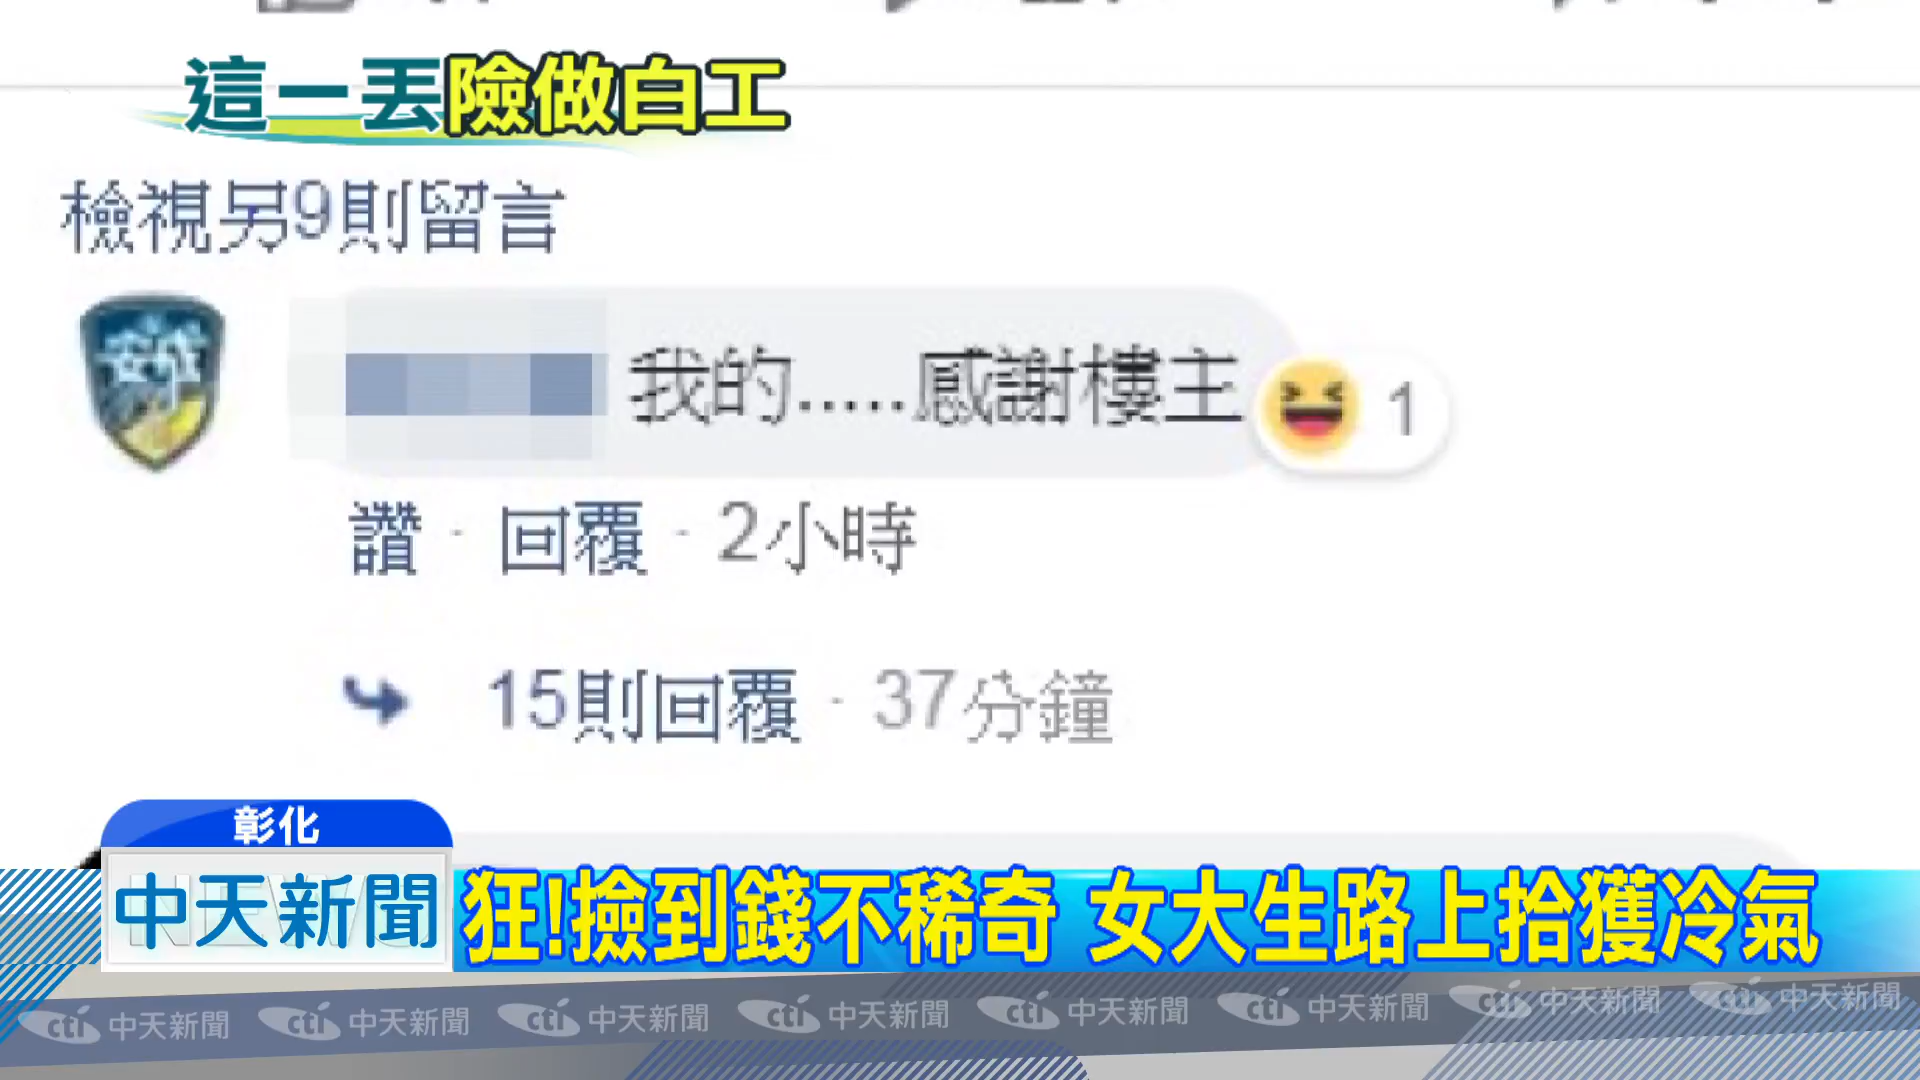 這一丟險做白工
檢視另9則留言
我的.....感謝樓主
1
讚 · 回覆 · 2小時
15則回覆 · 37分鐘
彰化
中天新聞
狂!撿到錢不稀奇 女大生路上拾獲冷氣
cti 中天新聞 cti 中天新聞 cti 中天新聞 cti 中天新聞 cti 中天新聞 cti 中天新聞 cti 中天新聞 cti 中天新聞